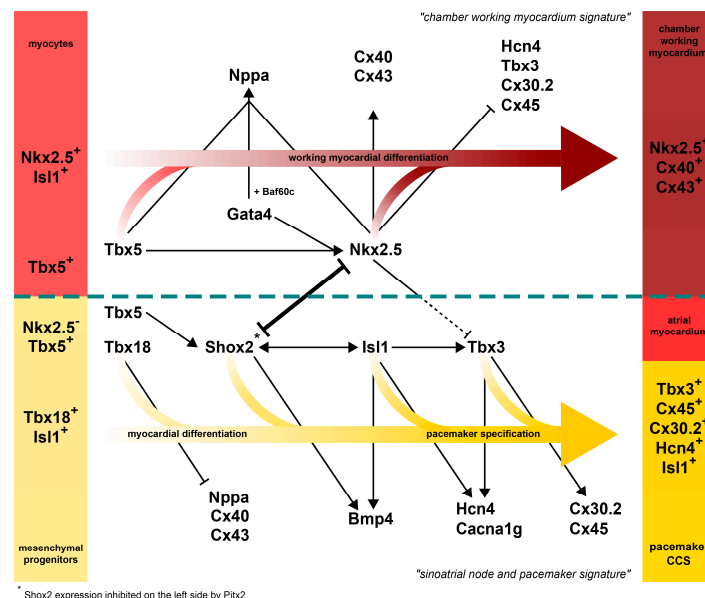 "chamber working myocardium signature"
myocytes
chamber
working
myocardium
Hcn4
Tbx3
Cx30.2
Cx45
Cx40
Cx43
Nppa
Nkx2.5+
Isl1+
working myocardial differentiation
Nkx2.5+
Cx40+
Cx43+
+ Baf60c
Gata4
Tbx5
Nkx2.5
Tbx5+
Tbx5
Nkx2.5-
Tbx5+
atrial
myocardium
Tbx18
Shox2*
Isl1
Tbx3
Tbx18+
Isl1+
Tbx3+
Cx45+
Cx30.2+
Hcn4+
Isl1+
myocardial differentiation
pacemaker specification
Nppa
Cx40
Cx43
Bmp4
Hcn4
Cacna1g
Cx30.2
Cx45
mesenchymal
progenitors
pacemaker
CCS
"sinoatrial node and pacemaker signature"
* Shox2 expression inhibited on the left side by Pitx2